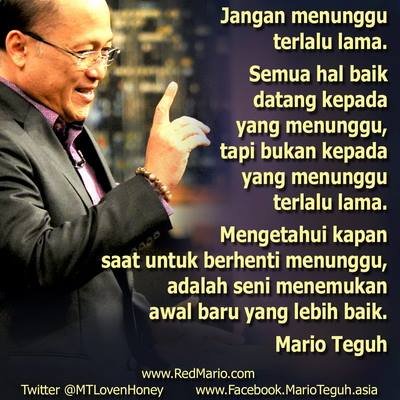 Jangan menunggu
terlalu lama.
Semua hal baik
datang kepada
yang menunggu,
tapi bukan kepada
yang menunggu
terlalu lama.
Mengetahui kapan
saat untuk berhenti menunggu,
adalah seni menemukan
awal baru yang lebih baik.
Mario Teguh
www.RedMario.com
Twitter @MTLovenHoney www.Facebook.MarioTeguh.asia